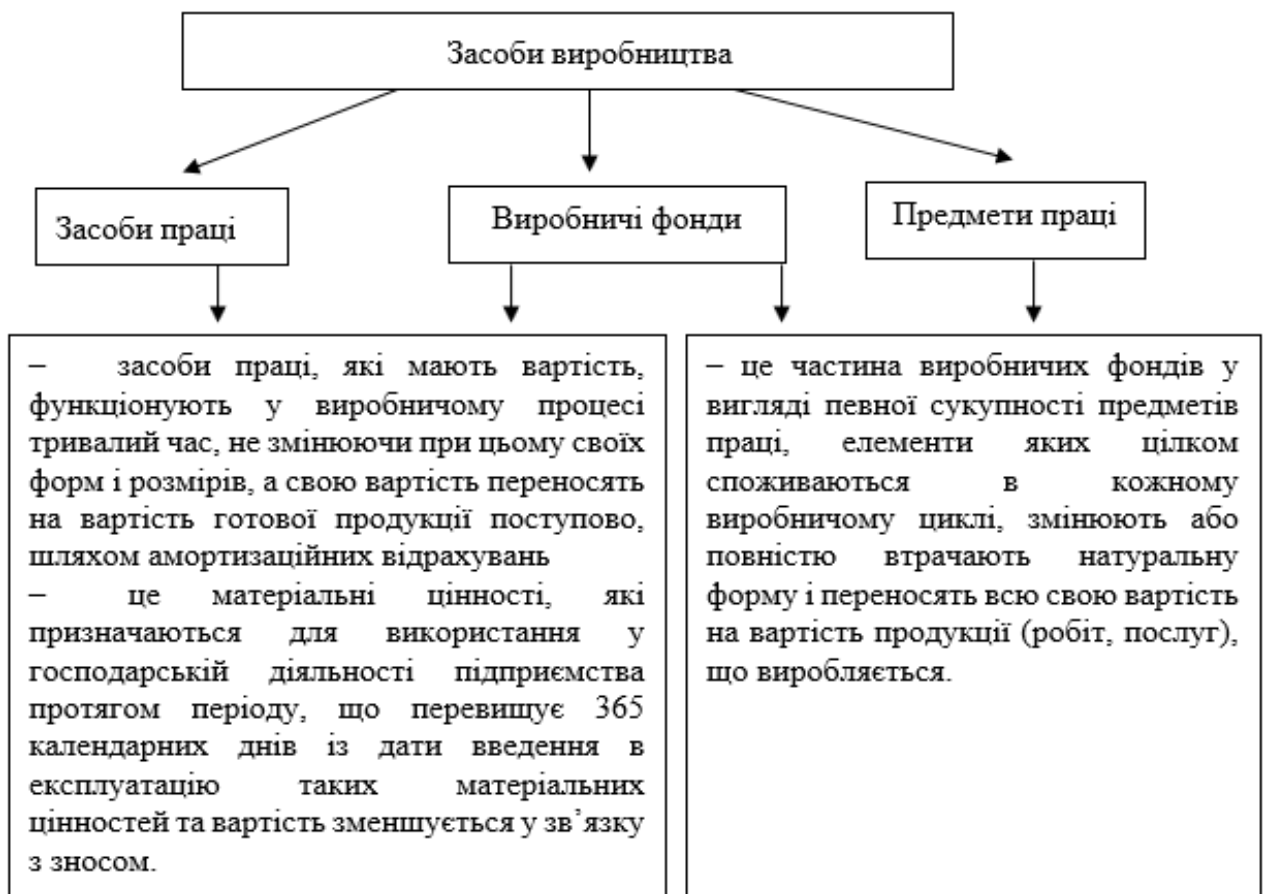 Засоби виробництва
Засоби праці
Виробничі фонди
Предмети праці
– засоби праці, які мають вартість,
функціонують у виробничому процесі
тривалий час, не змінюючи при цьому своїх
форм і розмірів, а свою вартість переносять
на вартість готової продукції поступово,
шляхом амортизаційних відрахувань
– це матеріальні цінності, які
призначаються для використання у
господарській діяльності підприємства
протягом періоду, що перевищує 365
календарних днів із дати введення в
експлуатацію таких матеріальних
цінностей та вартість зменшується у зв’язку
з зносом.
– це частина виробничих фондів у
вигляді певної сукупності предметів
праці, елементи яких цілком
споживаються в кожному
виробничому циклі, змінюють або
повністю втрачають натуральну
форму і переносять всю свою вартість
на вартість продукції (робіт, послуг),
що виробляється.